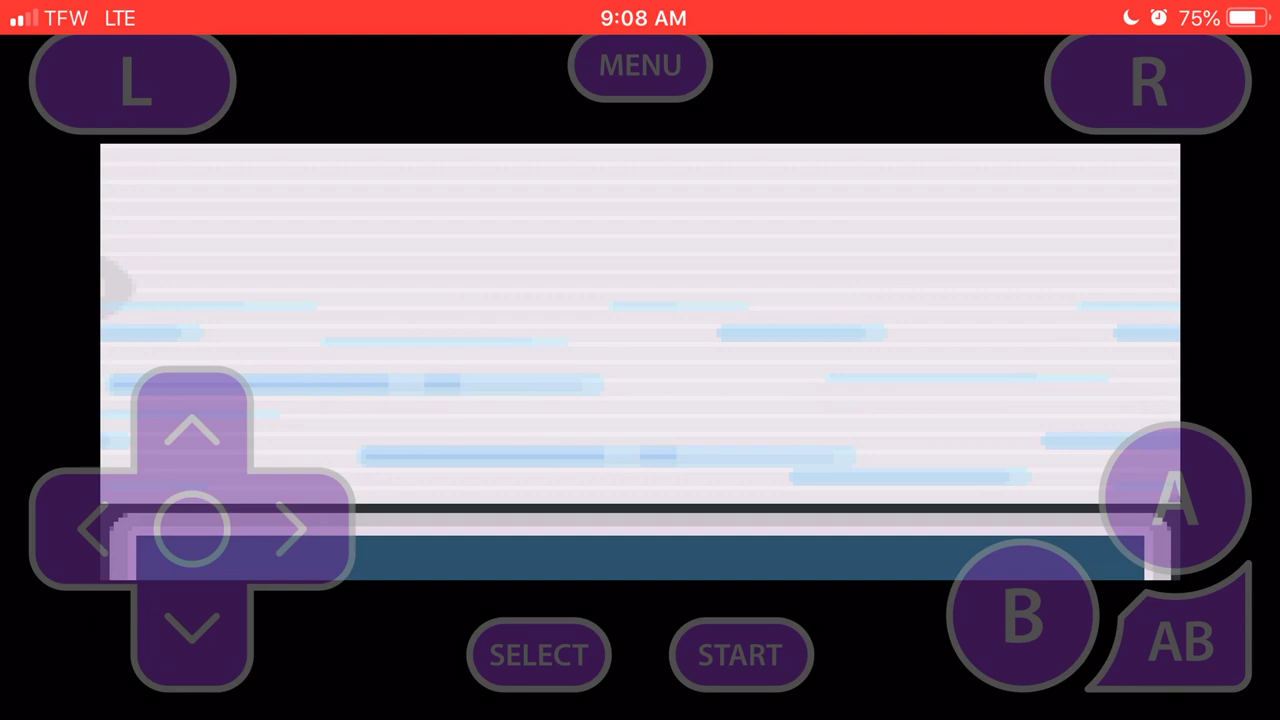 TFW LTE 9:08 AM 75%
L MENU R
A
B
AB
SELECT START